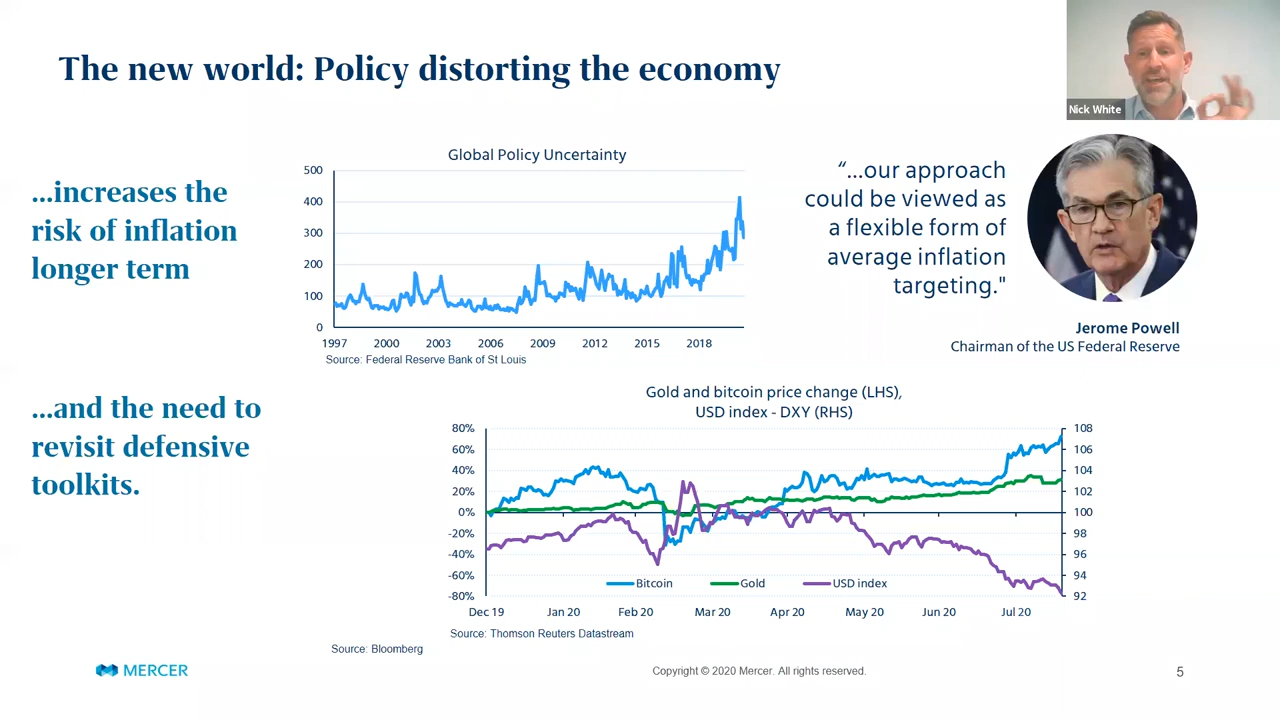 The new world: Policy distorting the economy
Nick White
...increases the
risk of inflation
longer term
Global Policy Uncertainty
500
400
300
200
100
0
1997 2000 2003 2006 2009 2012 2015 2018
Source: Federal Reserve Bank of St Louis
“...our approach
could be viewed as
a flexible form of
average inflation
targeting."
Jerome Powell
Chairman of the US Federal Reserve
...and the need to
revisit defensive
toolkits.
Gold and bitcoin price change (LHS),
USD index - DXY (RHS)
80% 108
60% 106
40% 104
20% 102
0% 100
-20% 98
-40% 96
-60% 94
-80% 92
Bitcoin Gold USD index
Dec 19 Jan 20 Feb 20 Mar 20 Apr 20 May 20 Jun 20 Jul 20
Source: Thomson Reuters Datastream
Source: Bloomberg
MERCER
Copyright © 2020 Mercer. All rights reserved.
5